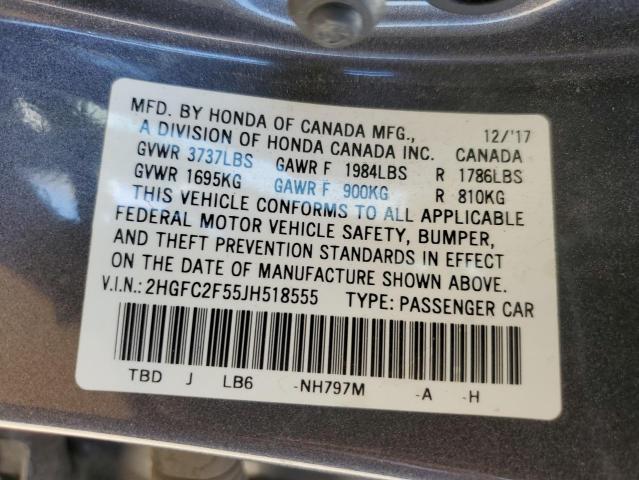 MFD. BY HONDA OF CANADA MFG., 12/'17
A DIVISION OF HONDA CANADA INC. CANADA
GVWR 3737LBS GAWR F 1984LBS R 1786LBS
GVWR 1695KG GAWR F 900KG R 810KG
THIS VEHICLE CONFORMS TO ALL APPLICABLE
FEDERAL MOTOR VEHICLE SAFETY, BUMPER,
AND THEFT PREVENTION STANDARDS IN EFFECT
ON THE DATE OF MANUFACTURE SHOWN ABOVE.
V.I.N.: 2HGFC2F55JH518555 TYPE: PASSENGER CAR
TBD J LB6 -NH797M -A -H